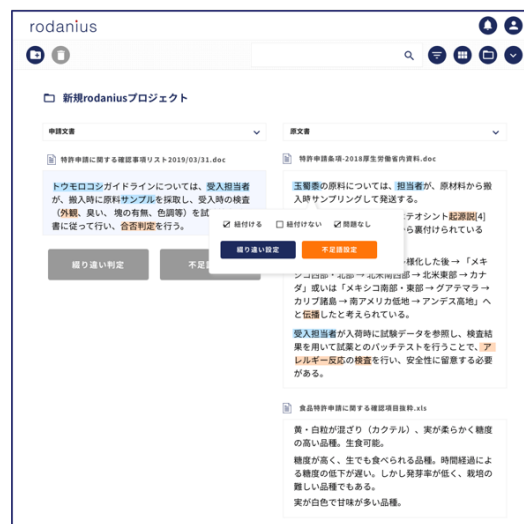 rodanius
新規rodaniusプロジェクト
申請文書
特許申請に関する確認事項リスト2019/03/31.doc
トウモロコシガイドラインについては、受入担当者
が、搬入時に原料サンプルを採取し、受入時の検査
(外観、臭い、塊の有無、色調等)を試
書に従って行い、合否判定を行う。
綴り違い判定
不足語
原文書
特許申請条項-2018厚生労働省内資料.doc
玉蜀黍の原料については、担当者が、原材料から搬
入時サンプリングして発送する。
テオシント起源説[4]
ら裏付けられている
紐付ける
紐付けない
問題なし
綴り違い設定
不足語設定
様化した後 → 「メキ
シコ西部・北部 → 北米南西部 → 北米東部 → カナ
ダ」或いは「メキシコ南部・東部 → グアテマラ →
カリブ諸島 → 南アメリカ低地 → アンデス高地」へ
と伝播したと考えられている。
受入担当者が入荷時に試験データを参照し、検査結
果を用いて試薬とのパッチテストを行うことで、ア
レルギー反応の検査を行い、安全性に留意する必要
がある。
食品特許申請に関する確認項目抜粋.xls
黄・白粒が混ざり(カクテル)、実が柔らかく糖度
の高い品種。生食可能。
糖度が高く、生でも食べられる品種。時間経過によ
る糖度の低下が遅い。しかし発芽率が低く、栽培の
難しい品種でもある。
実が白色で甘味が多い品種。